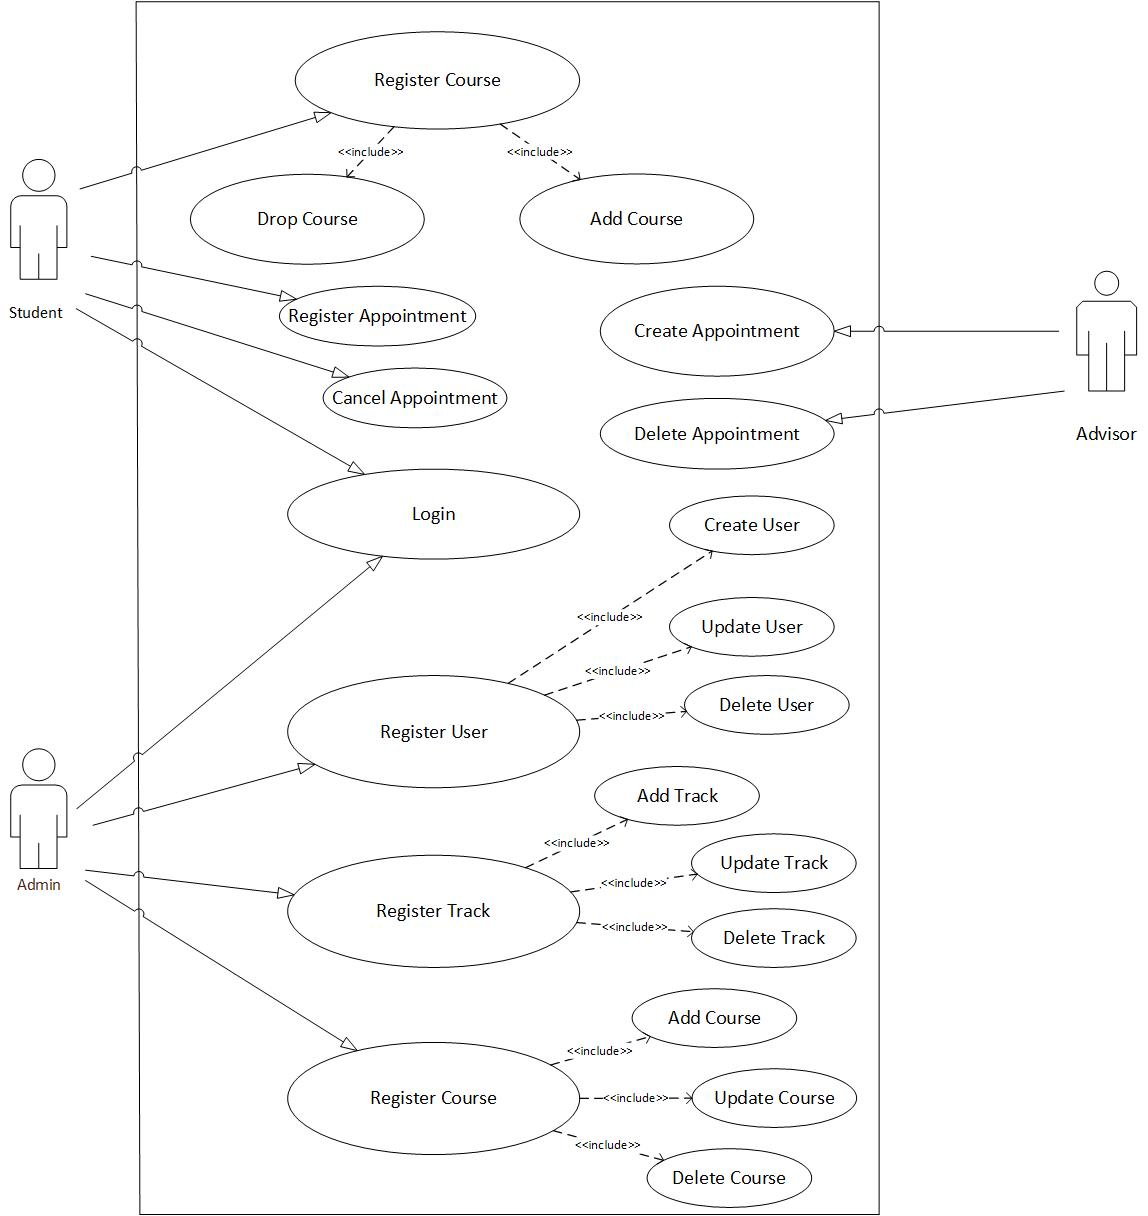 Register Course
<<include>>
<<include>>
Drop Course
Add Course
Student
Register Appointment
Create Appointment
Cancel Appointment
Delete Appointment
Advisor
Login
Create User
<<include>>
Update User
<<include>>
Delete User
<<include>>
Register User
Add Track
<<include>>
Update Track
<<include>>
Admin
Register Track
<<include>>
Delete Track
Add Course
<<include>>
Register Course
<<include>>
Update Course
<<include>>
Delete Course